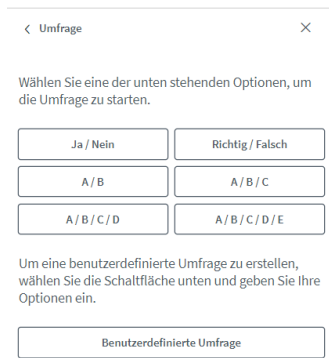 Umfrage
Wählen Sie eine der unten stehenden Optionen, um
die Umfrage zu starten.
Ja / Nein
Richtig / Falsch
A / B
A / B / C
A / B / C / D
A / B / C / D / E
Um eine benutzerdefinierte Umfrage zu erstellen,
wählen Sie die Schaltfläche unten und geben Sie Ihre
Optionen ein.
Benutzerdefinierte Umfrage